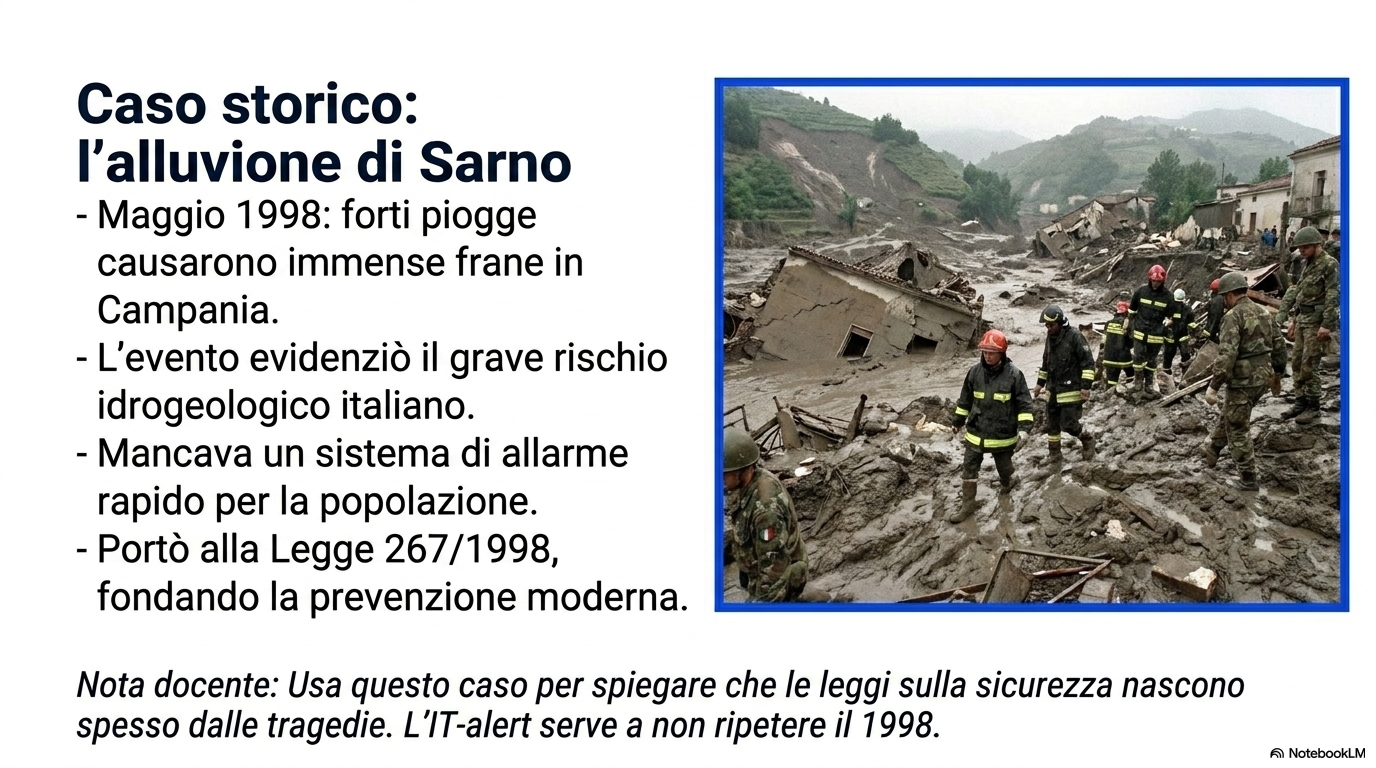 Caso storico:
l’alluvione di Sarno
- Maggio 1998: forti piogge
causarono immense frane in
Campania.
- L’evento evidenziò il grave rischio
idrogeologico italiano.
- Mancava un sistema di allarme
rapido per la popolazione.
- Portò alla Legge 267/1998,
fondando la prevenzione moderna.
Nota docente: Usa questo caso per spiegare che le leggi sulla sicurezza nascono
spesso dalle tragedie. L’IT-alert serve a non ripetere il 1998.
NotebookLM